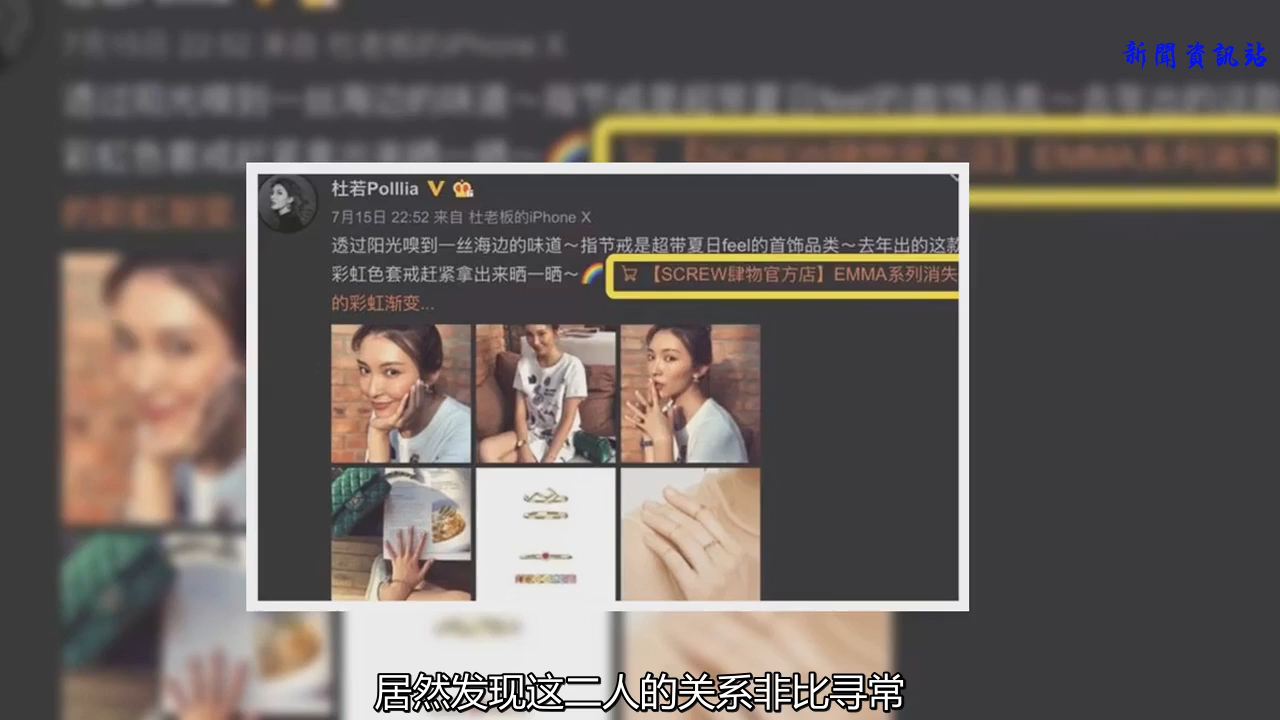 新聞資訊站
杜若Polllia
7月15日 22:52 来自 杜老板的iPhone X
透过阳光嗅到一丝海边的味道～指节戒是超带夏日feel的首饰品类～去年出的这款
彩虹色套戒赶紧拿出来晒一晒～🌈 【SCREW肆物官方店】EMMA系列消失
的彩虹渐变...
居然发现这二人的关系非比寻常